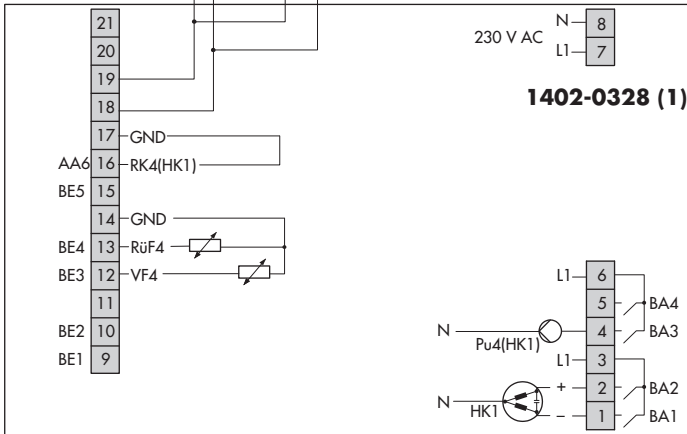 21
20
19
18
17 GND
AA6 16 RK4(HK1)
BE5 15
14 GND
BE4 13 RüF4
BE3 12 VF4
11
BE2 10
BE1 9
230 V AC N 8
L1 7
1402-0328 (1)
L1 6
5 BA4
N Pu4(HK1) 4 BA3
L1 3
+ 2 BA2
N HK1 – 1 BA1